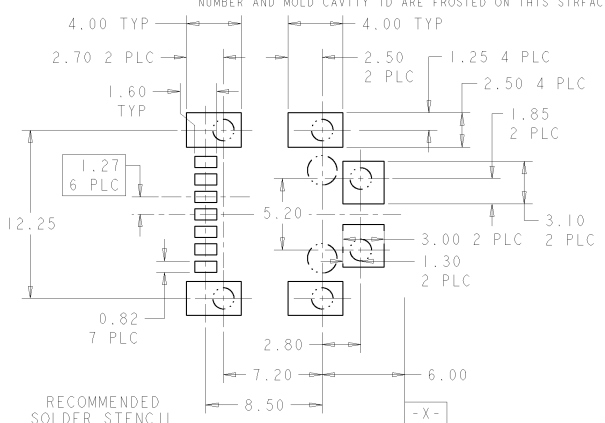 NUMBER AND MOLD CAVITY ID ARE FROSTED ON THIS SIRFAC
4.00 TYP
4.00 TYP
2.70 2 PLC
2.50
2 PLC
1.25 4 PLC
2.50 4 PLC
1.60
TYP
1.85
2 PLC
1.27
6 PLC
12.25
5.20
3.10
2 PLC
3.00 2 PLC
1.30
2 PLC
0.82
7 PLC
2.80
7.20
6.00
8.50
RECOMMENDED
SOLDER STENCIL
-X-